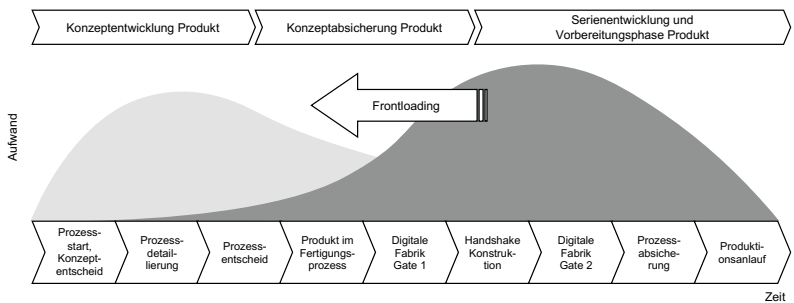 Konzeptentwicklung Produkt
Konzeptabsicherung Produkt
Serienentwicklung und
Vorbereitungsphase Produkt
Aufwand
Frontloading
Prozess-
start,
Konzept-
entscheid
Prozess-
detail-
lierung
Prozess-
entscheid
Produkt im
Fertigungs-
prozess
Digitale
Fabrik
Gate 1
Handshake
Konstruk-
tion
Digitale
Fabrik
Gate 2
Prozess-
absiche-
rung
Produkti-
onsanlauf
Zeit